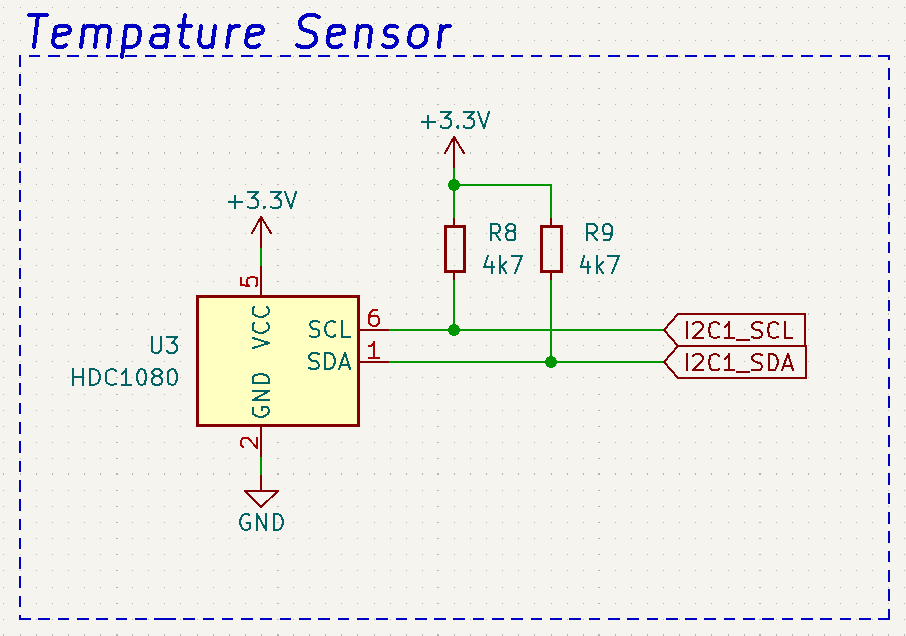 Tempature Sensor
+3.3V
+3.3V
R8
4k7
R9
4k7
5
VCC
U3
HDC1080
SCL
6
I2C1_SCL
SDA
1
I2C1_SDA
GND
2
GND